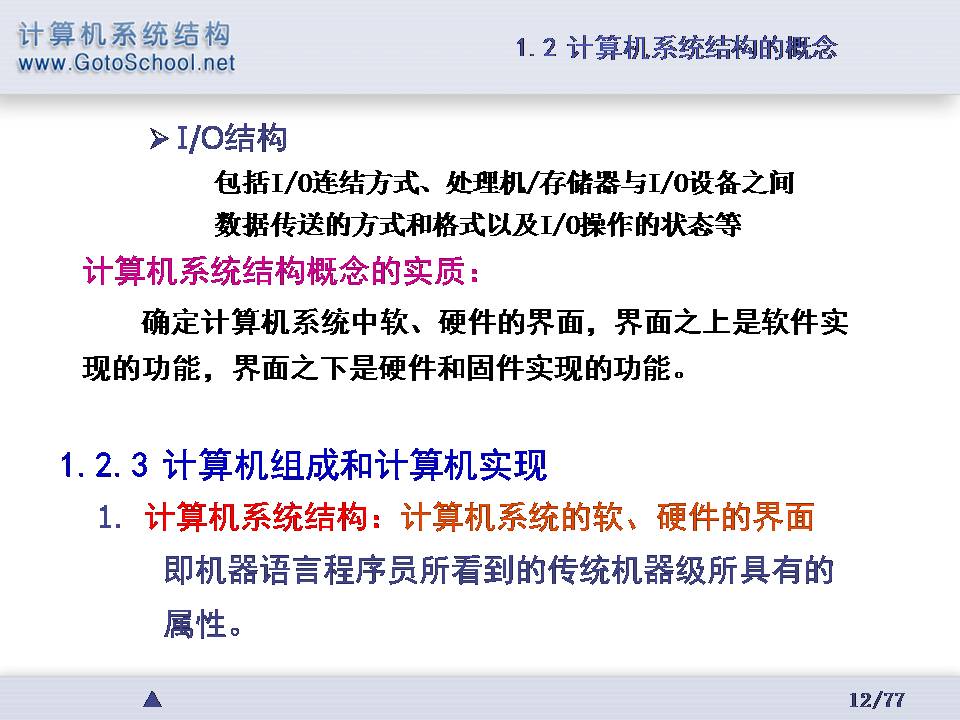 计算机系统结构
www.GotoSchool.net
1.2 计算机系统结构的概念
➢ I/O结构
包括I/O连结方式、处理机/存储器与I/O设备之间
数据传送的方式和格式以及I/O操作的状态等
计算机系统结构概念的实质：
确定计算机系统中软、硬件的界面，界面之上是软件实
现的功能，界面之下是硬件和固件实现的功能。
1.2.3 计算机组成和计算机实现
1. 计算机系统结构：计算机系统的软、硬件的界面
即机器语言程序员所看到的传统机器级所具有的
属性。
12/77